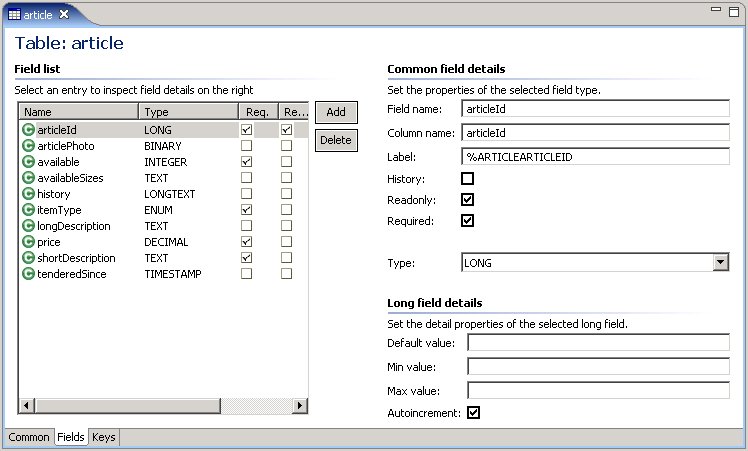 article
Table: article
Field list
Select an entry to inspect field details on the right
Name Type Req. Re...
articleId LONG
articlePhoto BINARY
available INTEGER
availableSizes TEXT
history LONGTEXT
itemType ENUM
longDescription TEXT
price DECIMAL
shortDescription TEXT
tenderedSince TIMESTAMP
Add
Delete
Common field details
Set the properties of the selected field type.
Field name: articleId
Column name: articleId
Label: %ARTICLEARTICLEID
History:
Readonly:
Required:
Type: LONG
Long field details
Set the detail properties of the selected long field.
Default value:
Min value:
Max value:
Autoincrement:
Common Fields Keys